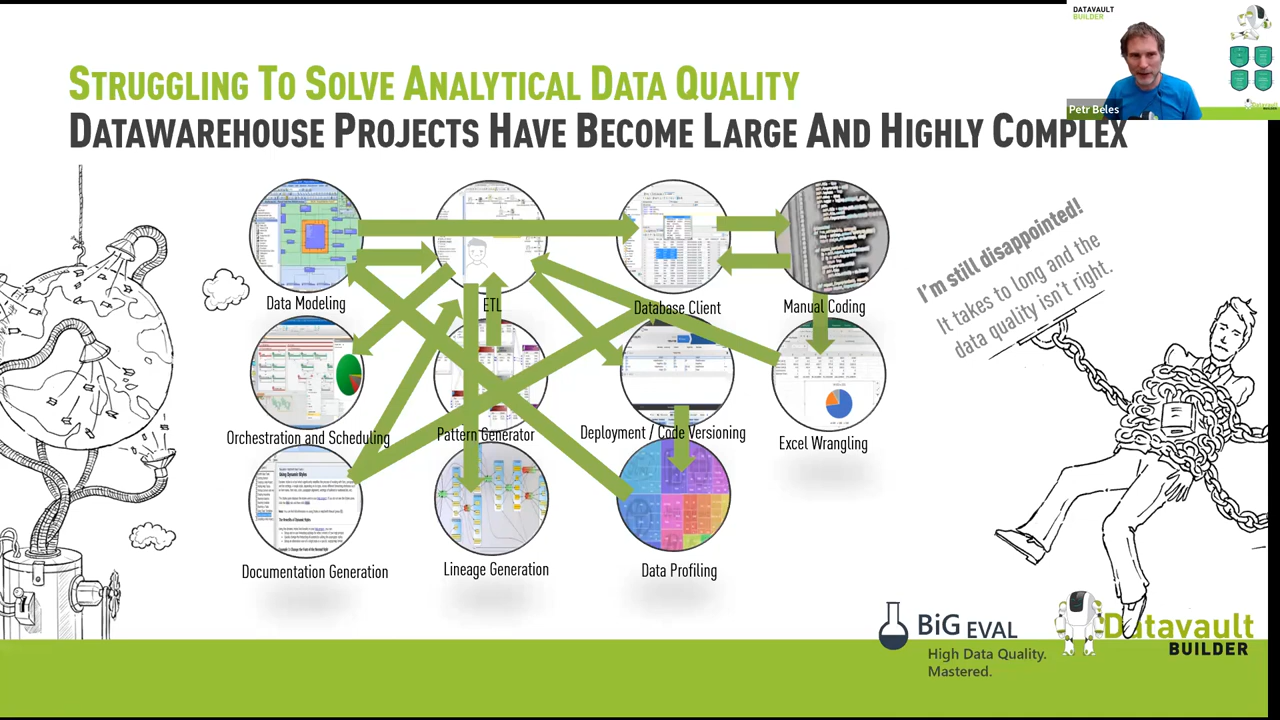 DATAVAULT
BUILDER
Petr Beles
STRUGGLING TO SOLVE ANALYTICAL DATA QUALITY
DATAWAREHOUSE PROJECTS HAVE BECOME LARGE AND HIGHLY COMPLEX
Data Modeling
ETL
Database Client
Manual Coding
I'm still disappointed!
It takes to long and the
data quality isn't right.
Orchestration and Scheduling
Pattern Generator
Deployment / Code Versioning
Excel Wrangling
Using Dynamic Styles
Documentation Generation
Lineage Generation
Data Profiling
BiG EVAL
High Data Quality.
Mastered.
Datavault
BUILDER